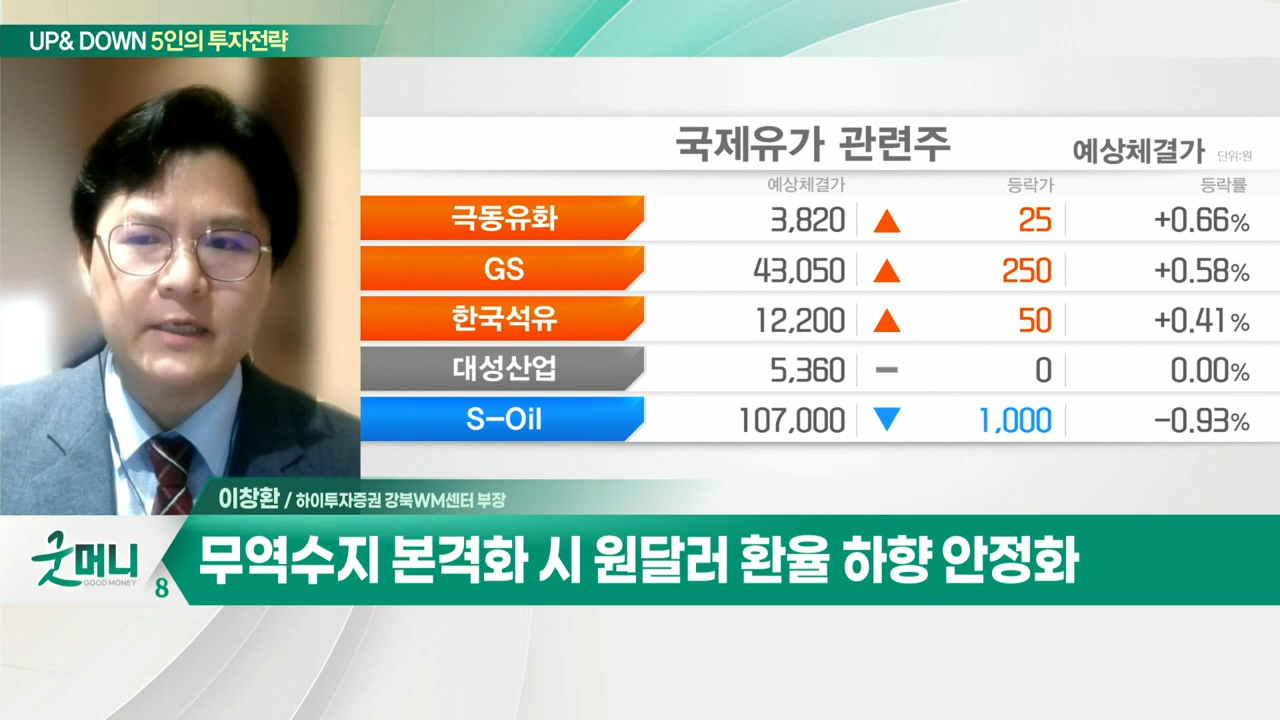 UP& DOWN 5인의 투자전략
국제유가 관련주
예상체결가 단위:원
예상체결가 등락가 등락률
극동유화 3,820 ▲ 25 +0.66%
GS 43,050 ▲ 250 +0.58%
한국석유 12,200 ▲ 50 +0.41%
대성산업 5,360 – 0 0.00%
S-Oil 107,000 ▼ 1,000 -0.93%
이창환 / 하이투자증권 강북WM센터 부장
굿머니
GOOD MONEY
8
무역수지 본격화 시 원달러 환율 하향 안정화